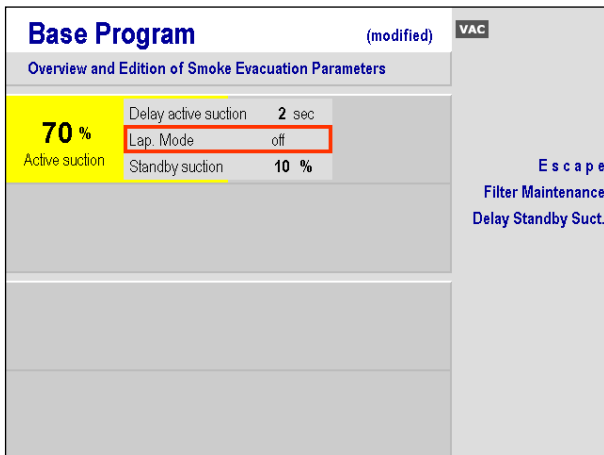 Base Program (modified) VAC
Overview and Edition of Smoke Evacuation Parameters
70 % Active suction
Delay active suction 2 sec
Lap. Mode off
Standby suction 10 %
Escape
Filter Maintenance
Delay Standby Suct.